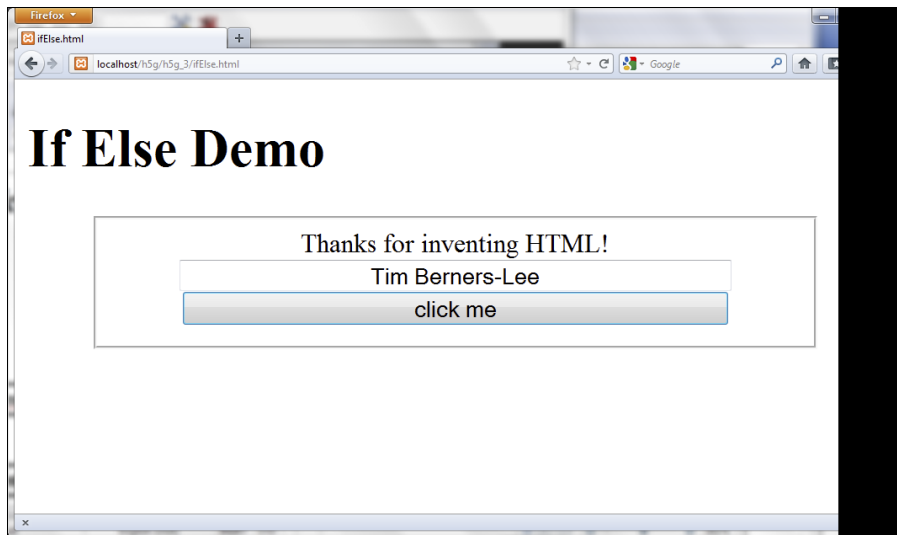 Firefox
ifElse.html
localhost/h5g/h5g_3/ifElse.html
Google
If Else Demo
Thanks for inventing HTML!
Tim Berners-Lee
click me